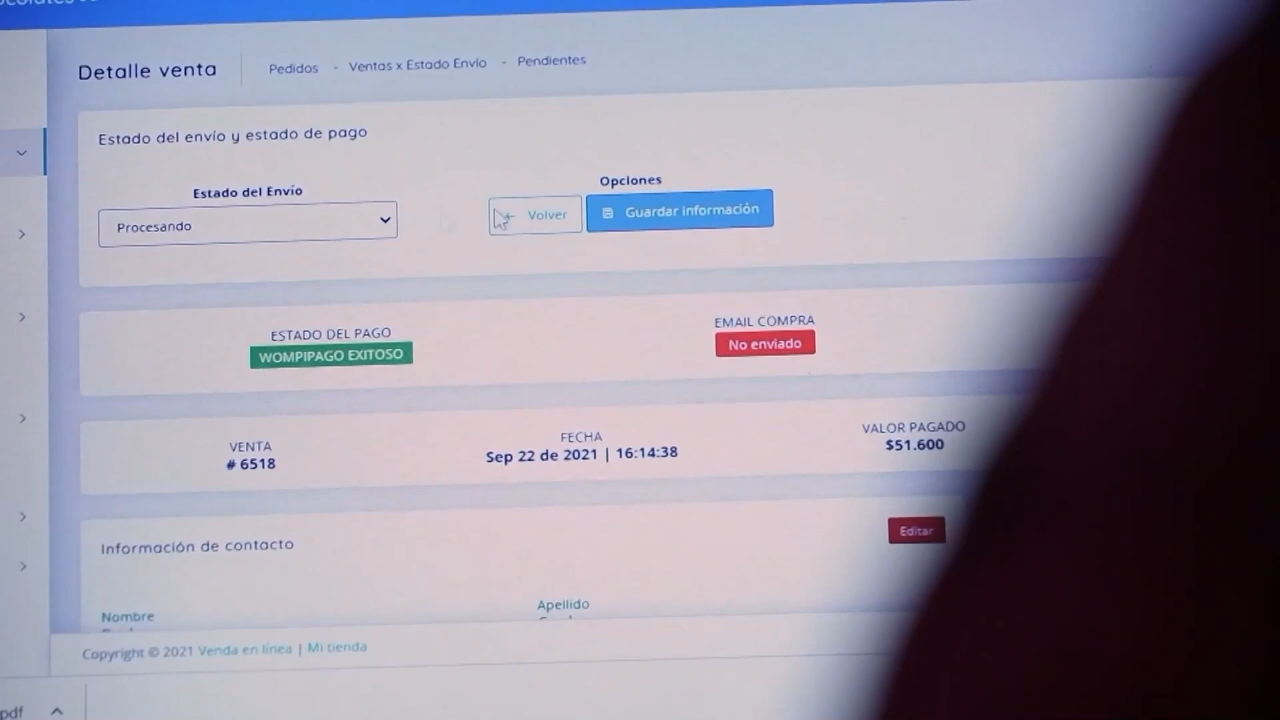 Detalle venta
Pedidos - Ventas x Estado Envío - Pendientes
Estado del envío y estado de pago
Estado del Envío
Opciones
Procesando
Volver
Guardar información
ESTADO DEL PAGO
EMAIL COMPRA
WOMPIPAGO EXITOSO
No enviado
VENTA
FECHA
VALOR PAGADO
# 6518
Sep 22 de 2021 | 16:14:38
$51.600
Información de contacto
Editar
Nombre
Apellido
Copyright © 2021 Venda en línea | Mi tienda
pdf